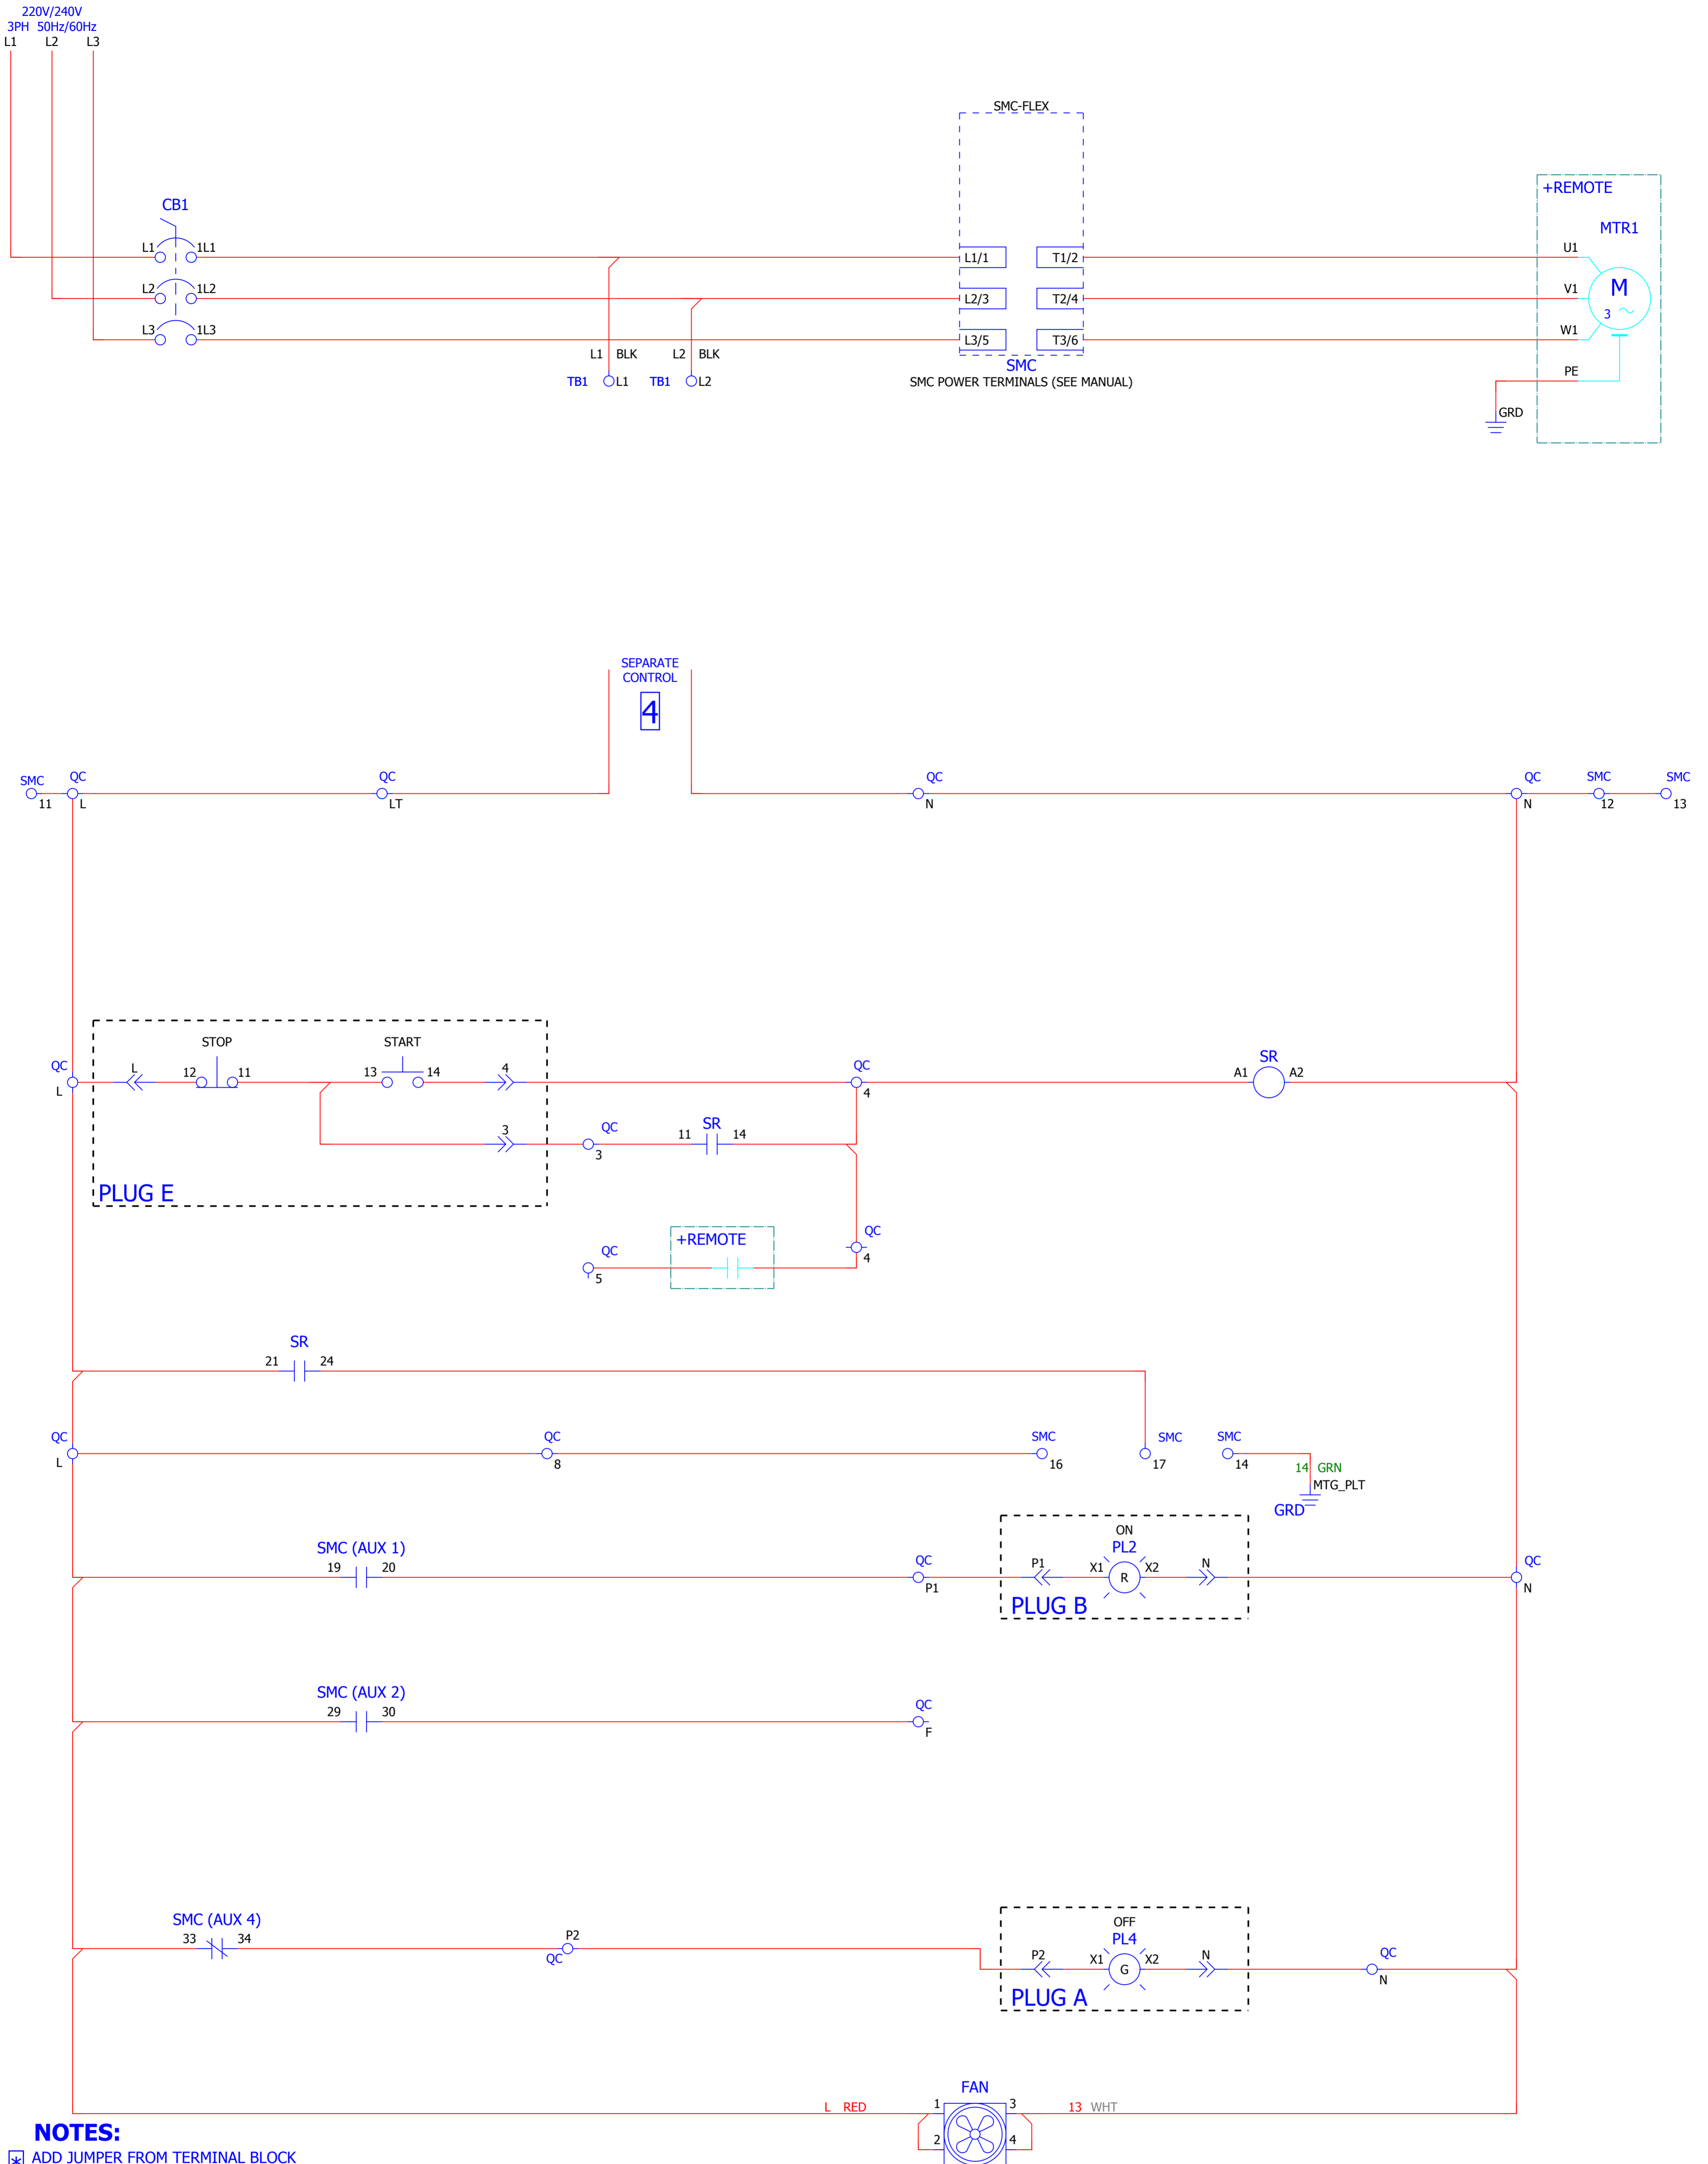 220V/240V
3PH 50Hz/60Hz
L1 L2 L3
SMC-FLEX
+REMOTE
CB1
MTR1
L1 1L1 L1/1 T1/2 U1
L2 1L2 L2/3 T2/4 V1
M
3
L3 1L3 L3/5 T3/6 W1
L1 BLK L2 BLK
SMC
PE
TB1 L1 TB1 L2
SMC POWER TERMINALS (SEE MANUAL)
GRD
SEPARATE
CONTROL
4
SMC QC QC QC QC SMC SMC
11 L LT N N 12 13
STOP START
QC L 12 11 13 14 4 QC SR
L 4 A1 A2
3 QC 11 SR 14
3
PLUG E
QC +REMOTE QC
5 4
SR
21 24
QC QC SMC SMC SMC
L 8 16 17 14
14 GRN
MTG_PLT
GRD
SMC (AUX 1)
19 20
ON
PL2
QC P1 X1 R X2 N QC
P1 N
PLUG B
SMC (AUX 2)
29 30
QC
F
SMC (AUX 4)
33 34
P2
QC
OFF
PL4
P2 X1 G X2 N QC
N
PLUG A
FAN
L RED 1 3 13 WHT
2 4
NOTES:
* ADD JUMPER FROM TERMINAL BLOCK